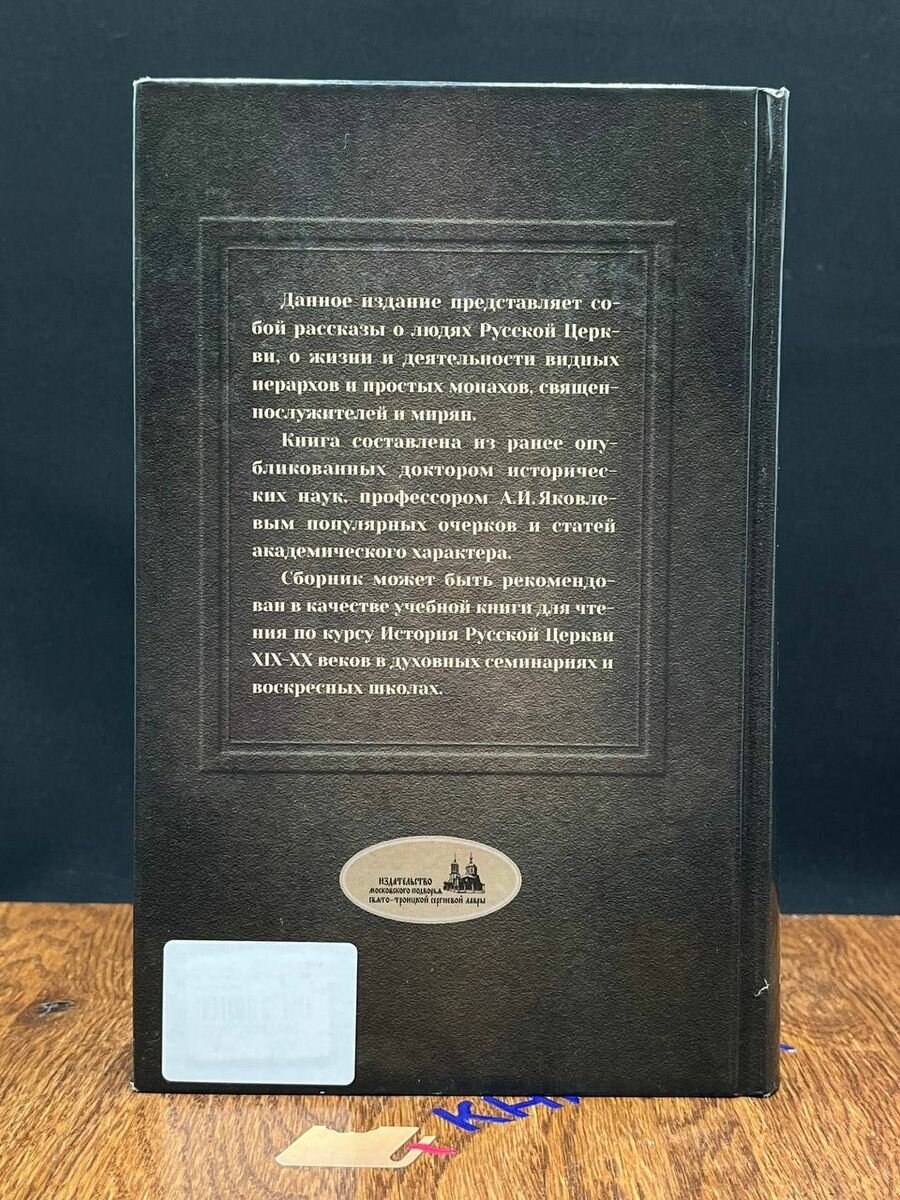 Данное издание представляет со-
бой рассказы о людях Русской Церк-
ви, о жизни и деятельности видных
иерархов и простых монахов, священ-
нослужителей и мирян.
Книга составлена из ранее опу-
бликованных доктором историчес-
ких наук, профессором А.И.Яковле-
вым популярных очерков и статей
академического характера.
Сборник может быть рекомендо-
ван в качестве учебной книги для чте-
ния по курсу История Русской Церкви
XIX-XX веков в духовных семинариях и
воскресных школах.
ИЗДАТЕЛЬСТВО
МОСКОВСКОГО ПОДВОРЬЯ
СВЯТО-ТРОИЦКОЙ СЕРГИЕВОЙ ЛАВРЫ